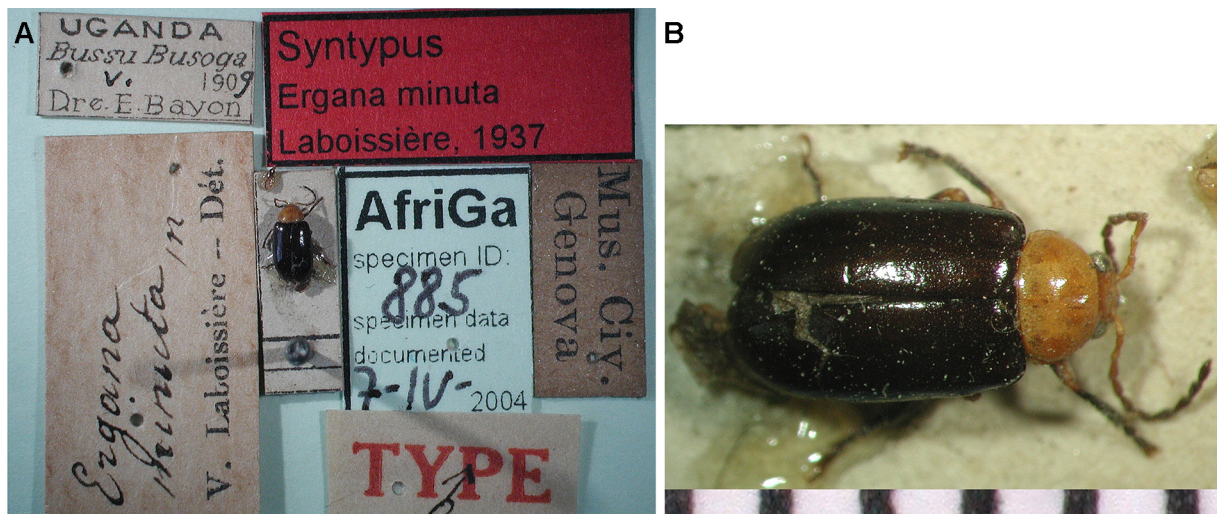 A
UGANDA
Bussu Busoga
v. 1909
Dre. E. Bayon
Syntypus
Ergana minuta
Laboissière, 1937
Ergana
minuta n
V. Laboissière -- Dét.
AfriGa
specimen ID:
885
specimen data
documented
7-IV- 2004
Mus. Civ.
Genova
TYPE
B